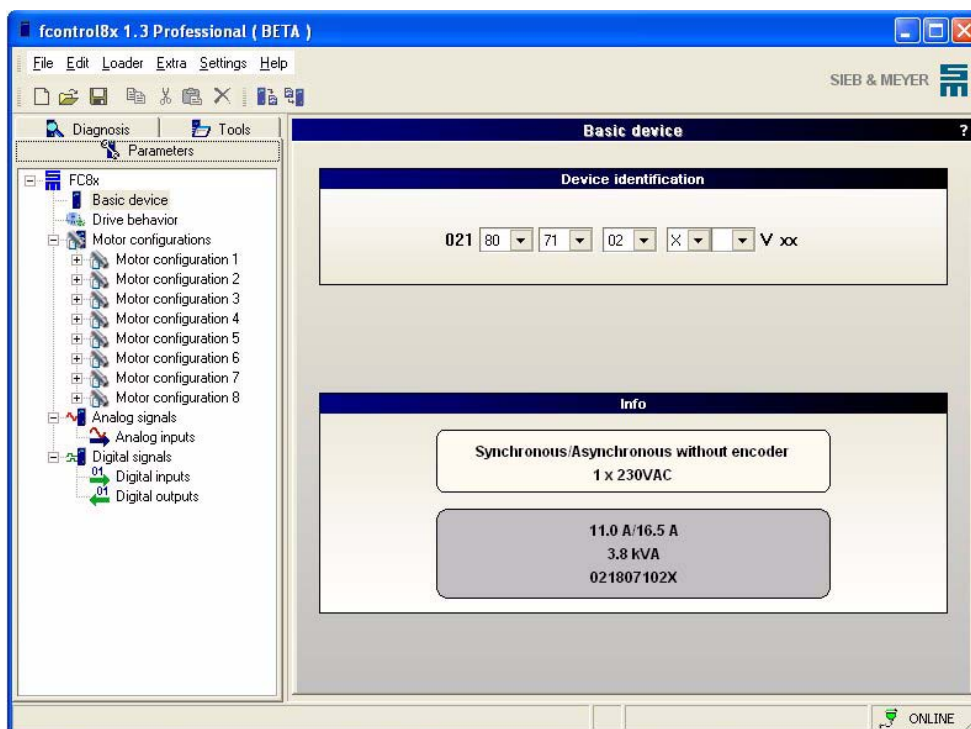 fcontrol8x 1.3 Professional ( BETA )
File Edit Loader Extra Settings Help
SIEB & MEYER
Diagnosis Tools
Parameters
FC8x
Basic device
Drive behavior
Motor configurations
Motor configuration 1
Motor configuration 2
Motor configuration 3
Motor configuration 4
Motor configuration 5
Motor configuration 6
Motor configuration 7
Motor configuration 8
Analog signals
Analog inputs
Digital signals
01 Digital inputs
01 Digital outputs
Basic device ?
Device identification
021 80 71 02 X V xx
Info
Synchronous/Asynchronous without encoder
1 x 230VAC
11.0 A/16.5 A
3.8 kVA
021807102X
ONLINE